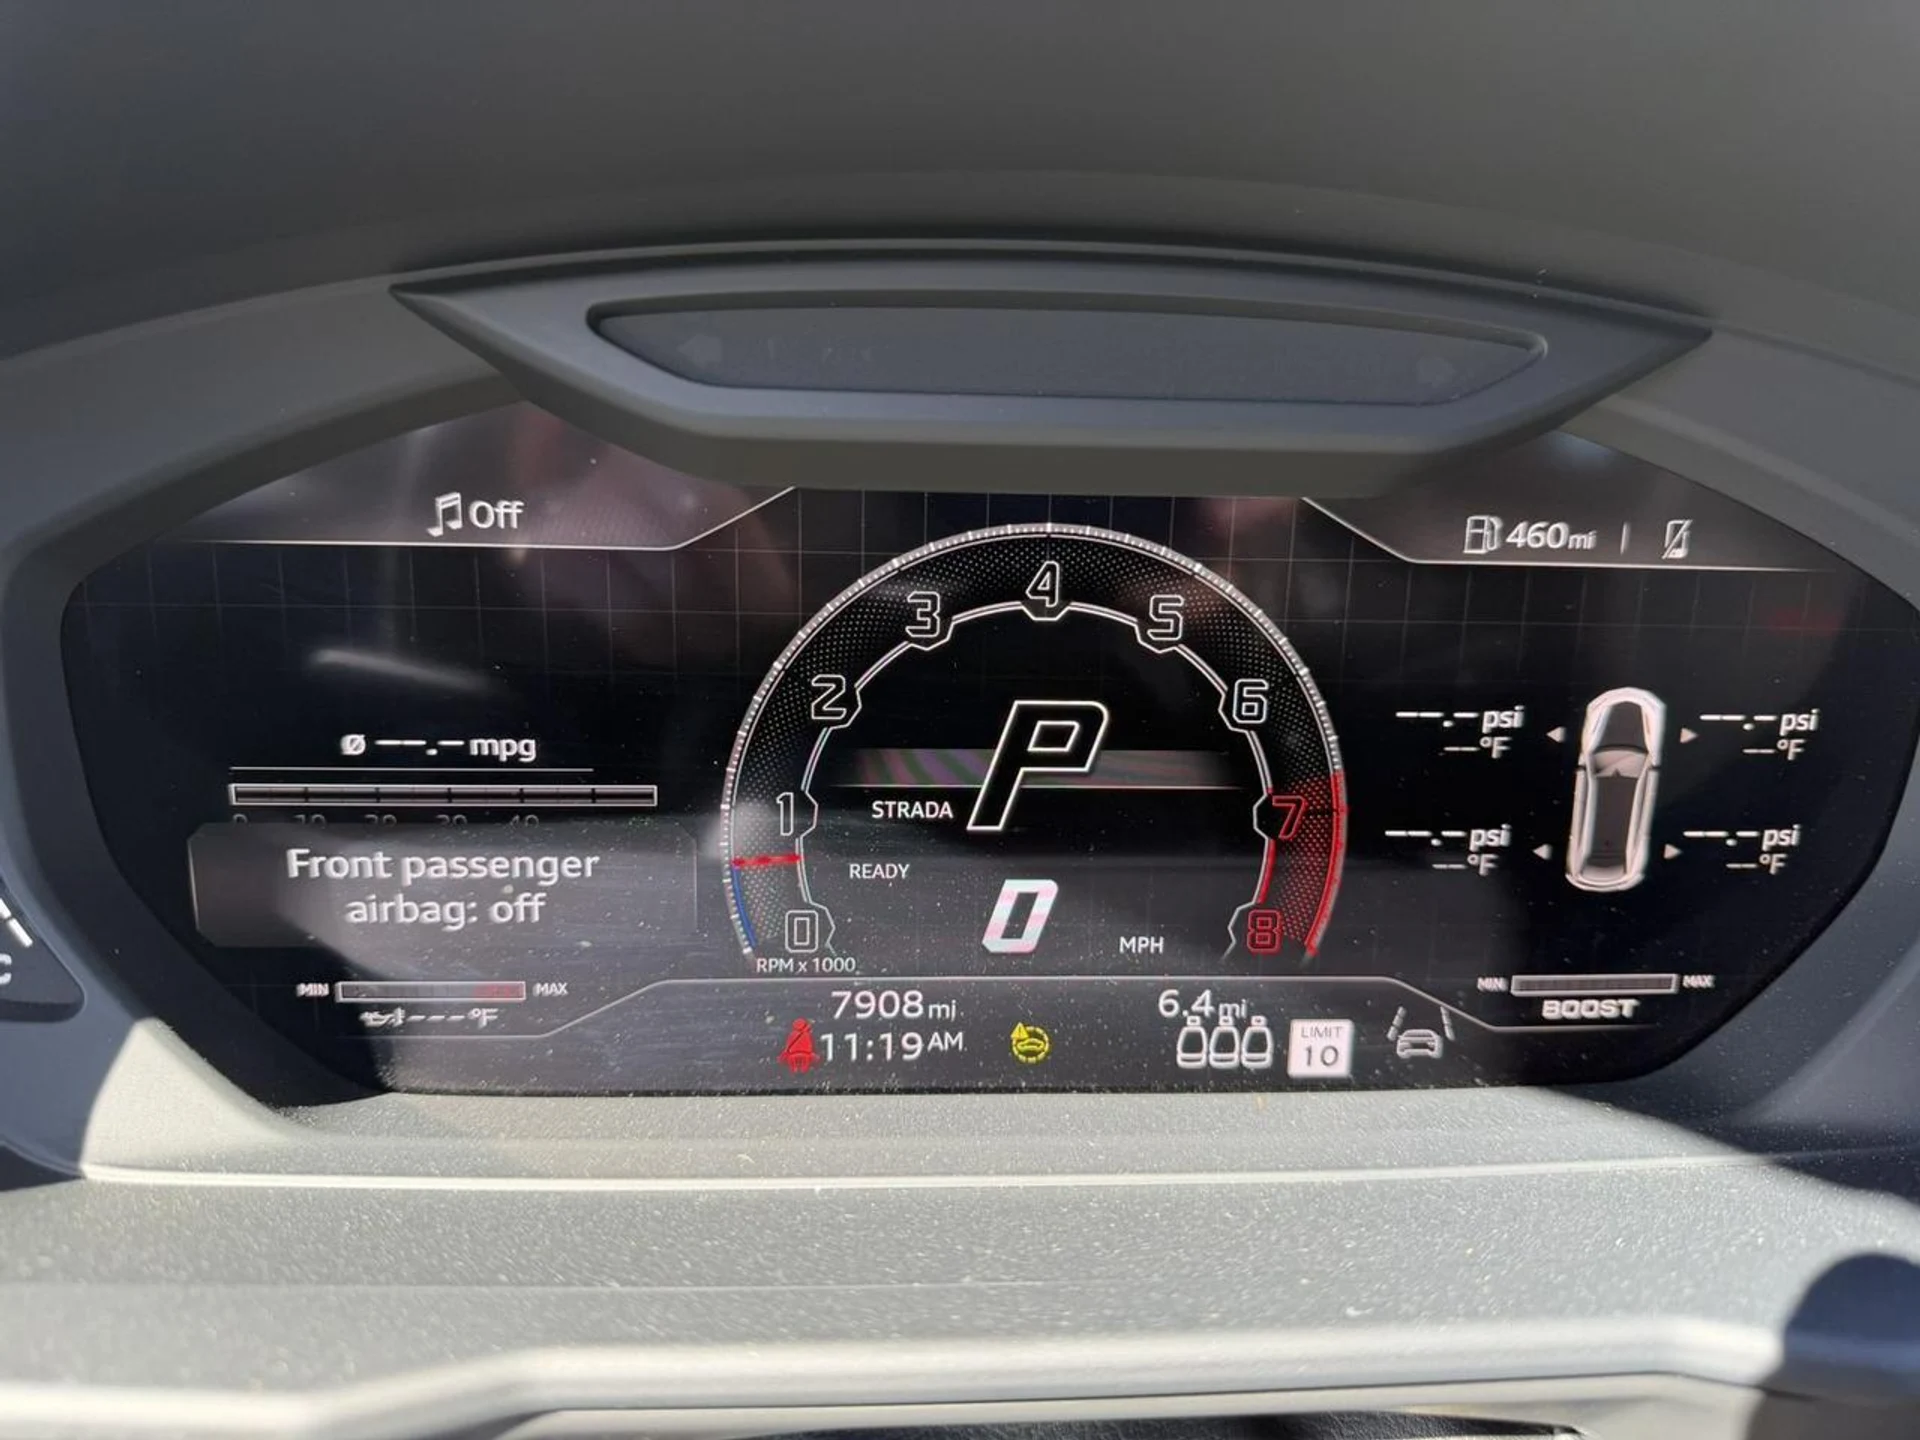 Off
460mi
4
3
5
2
6
1
7
0
8
P
STRADA
READY
0
MPH
RPM x 1000
Ø --.- mpg
Front passenger
airbag: off
MIN
MAX
---°F
--.- psi
--°F
--.- psi
--°F
--.- psi
--°F
--.- psi
--°F
MIN
MAX
BOOST
7908mi
6.4mi
11:19AM
LIMIT
10
C